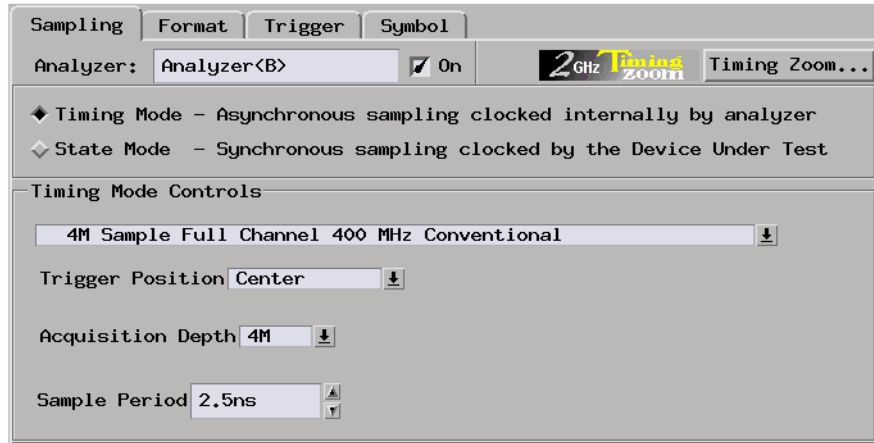 Sampling Format Trigger Symbol
Analyzer: Analyzer<B> On 2 GHz Timing Zoom Timing Zoom...
Timing Mode - Asynchronous sampling clocked internally by analyzer
State Mode - Synchronous sampling clocked by the Device Under Test
Timing Mode Controls
4M Sample Full Channel 400 MHz Conventional
Trigger Position Center
Acquisition Depth 4M
Sample Period 2.5ns